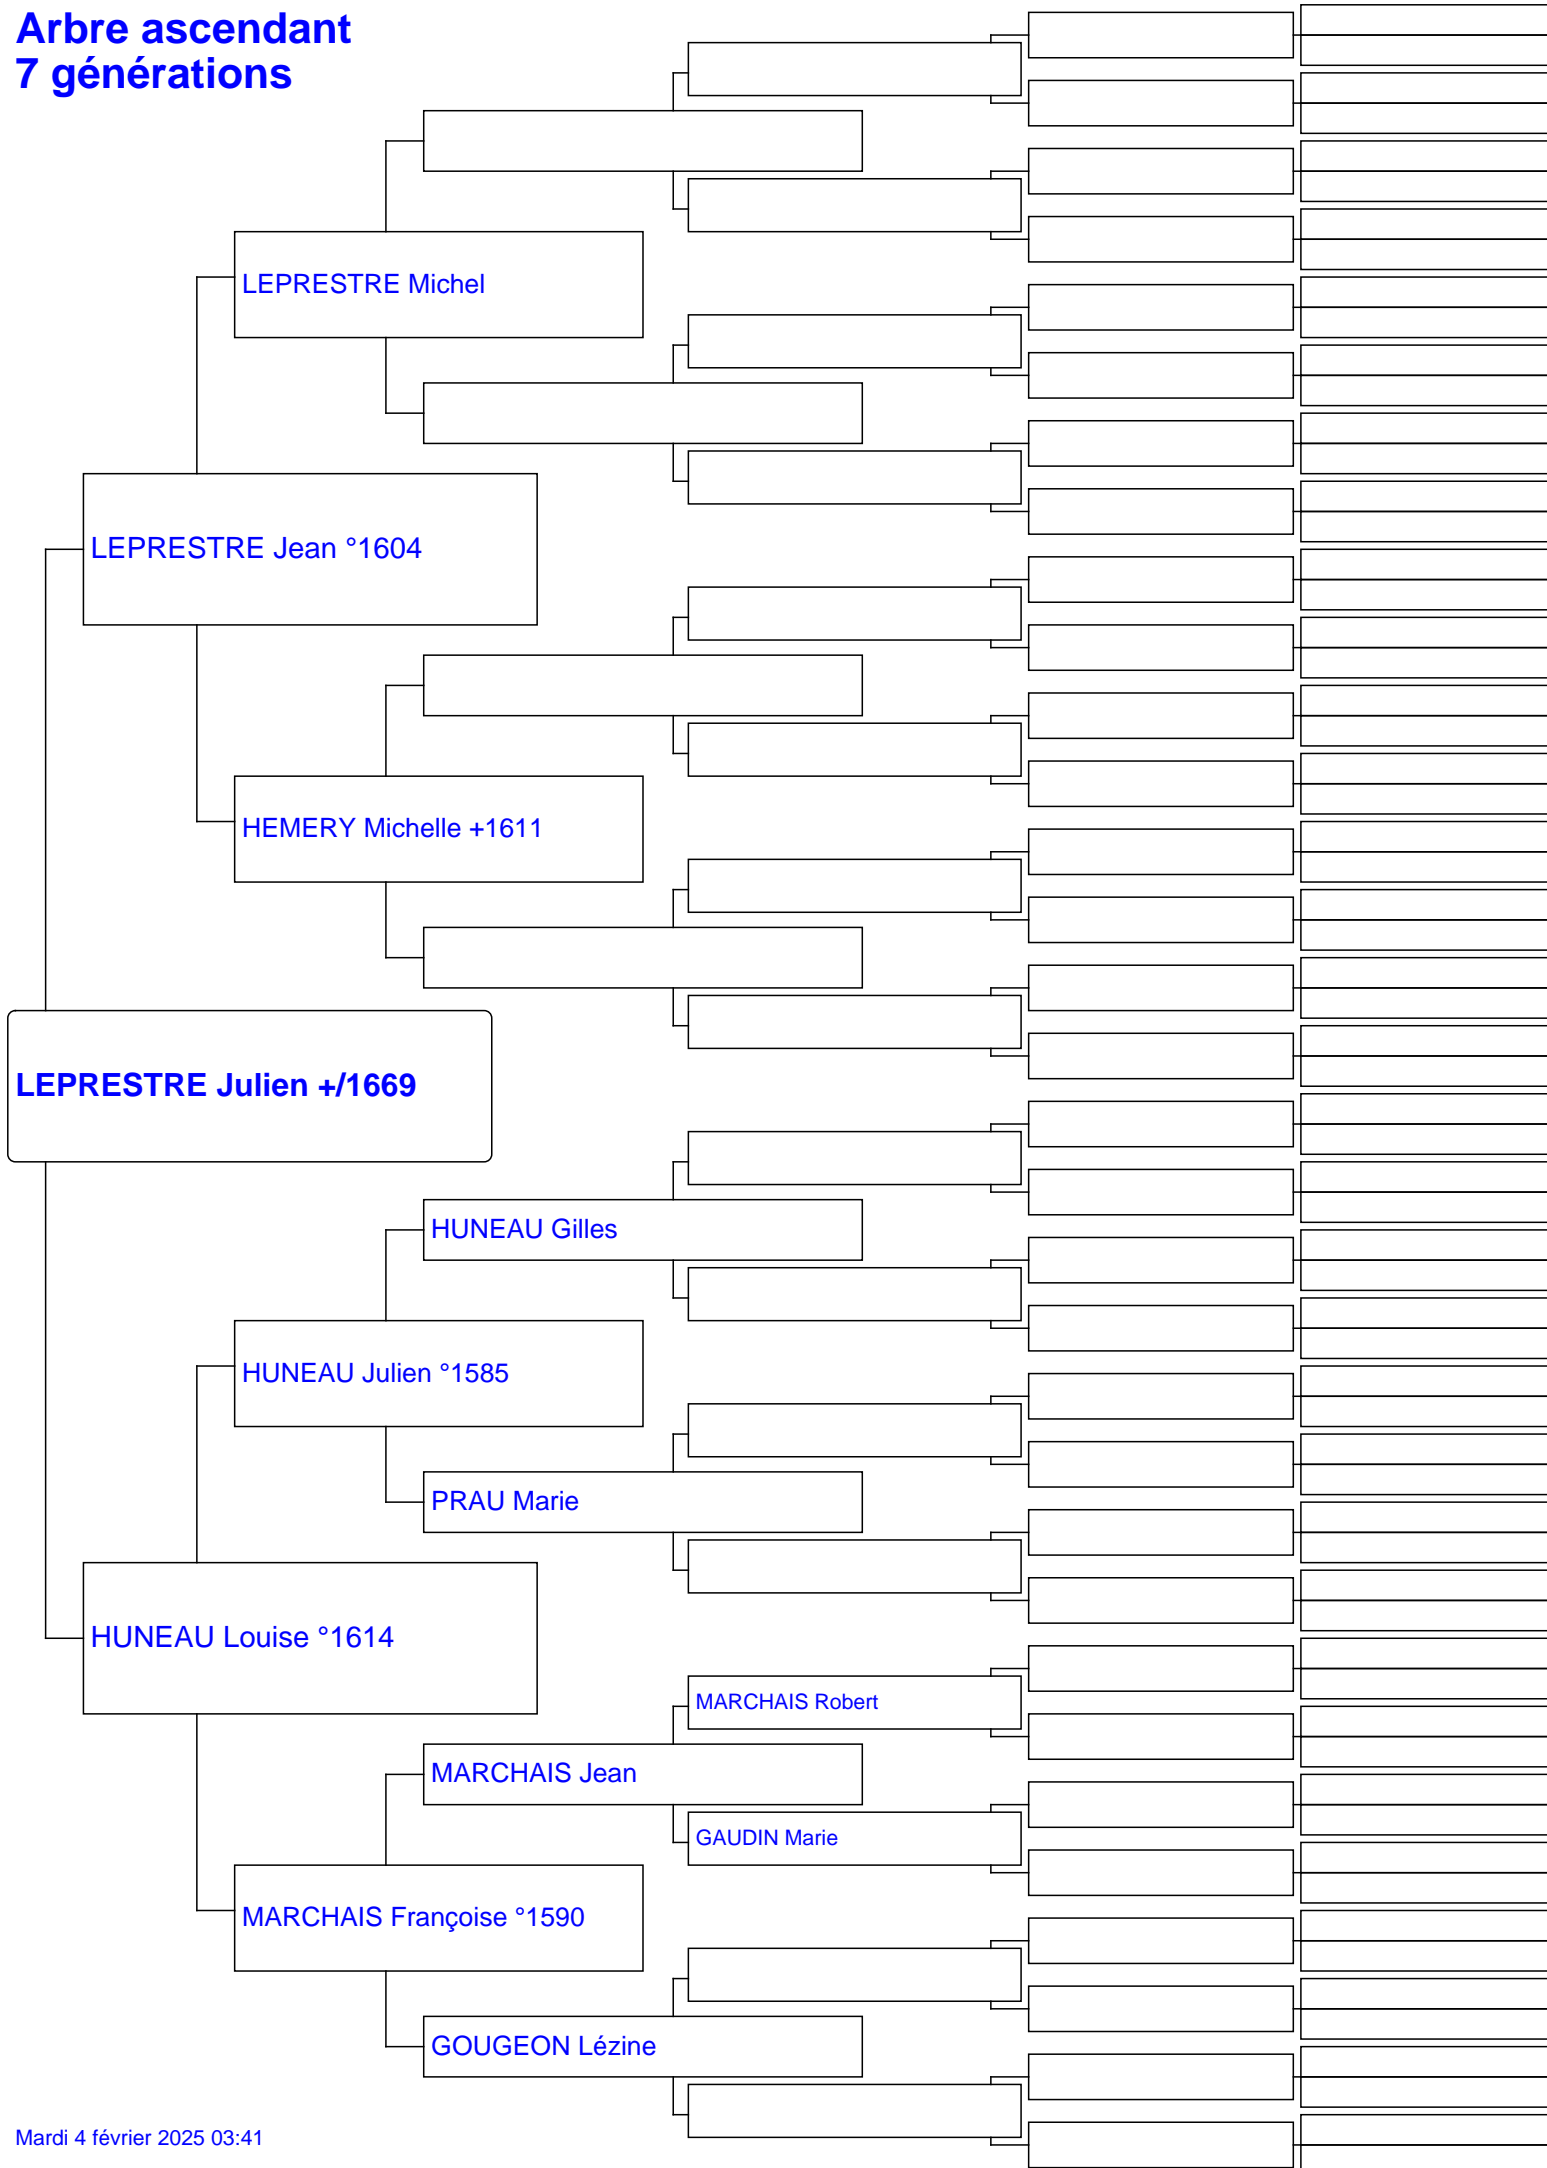 Arbre ascendant
7 générations
LEPRESTRE Michel
LEPRESTRE Jean °1604
HEMERY Michelle +1611
LEPRESTRE Julien +/1669
HUNEAU Gilles
HUNEAU Julien °1585
PRAU Marie
HUNEAU Louise °1614
MARCHAIS Robert
MARCHAIS Jean
GAUDIN Marie
MARCHAIS Françoise °1590
GOUGEON Lézine
Mardi 4 février 2025 03:41